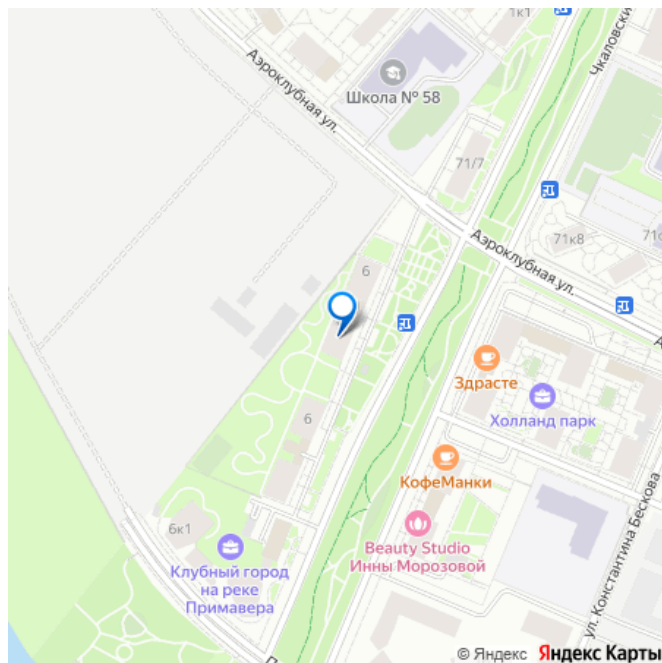 1к1
Чкаловски
Аэроклубная ул.
Школа № 58
71/7
71к8
Аэроклубная ул.
6
Здрасте
Холланд парк
6
КофеМанки
ул. Константина Бескова
6к1
Beauty Studio
Инны Морозовой
Клубный город
на реке
Примавера
© Яндекс Яндекс Карты